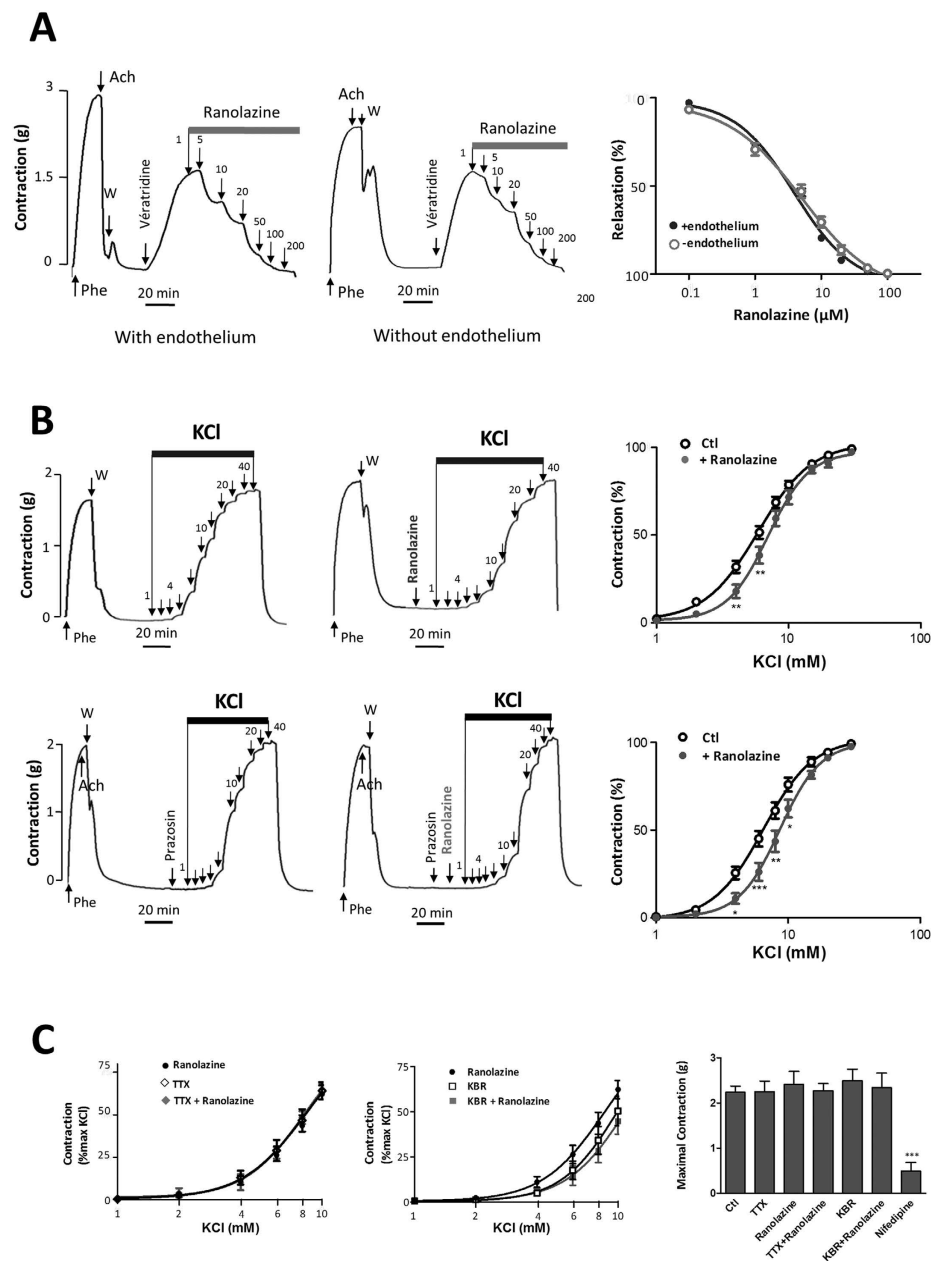 A
3
1.5
0
Contraction (g)
Ach
W
Phe
Vératridine
Ranolazine
1
5
10
20
50
100
200
20 min
With endothelium
Ach
W
Phe
Vératridine
Ranolazine
1
5
10
20
50
100
200
20 min
200
Without endothelium
50
100
Relaxation (%)
+endothelium
-endothelium
0.1
1
10
100
Ranolazine (µM)
B
KCl
2
1
0
Contraction (g)
W
Phe
1
4
10
20
40
20 min
KCl
W
Phe
Ranolazine
1
4
10
20
40
20 min
100
50
0
Contraction (%)
Ctl
+ Ranolazine
**
**
1
10
100
KCl (mM)
KCl
2
1
0
Contraction (g)
W
Ach
Phe
Prazosin
1
10
20
40
20 min
KCl
W
Ach
Phe
Prazosin
Ranolazine
1
4
10
20
40
20 min
100
50
0
Contraction (%)
Ctl
+ Ranolazine
*
***
**
*
1
10
100
KCl (mM)
C
75
50
25
0
Contraction
(%max KCl)
Ranolazine
TTX
TTX + Ranolazine
1
2
4
6
8
10
KCl (mM)
75
50
25
0
Contraction
(%max KCl)
Ranolazine
KBR
KBR + Ranolazine
1
2
4
6
8
10
KCl (mM)
3
2
1
0
Maximal Contraction (g)
***
Ctl
TTX
Ranolazine
TTX+Ranolazine
KBR
KBR+Ranolazine
Nifedipine